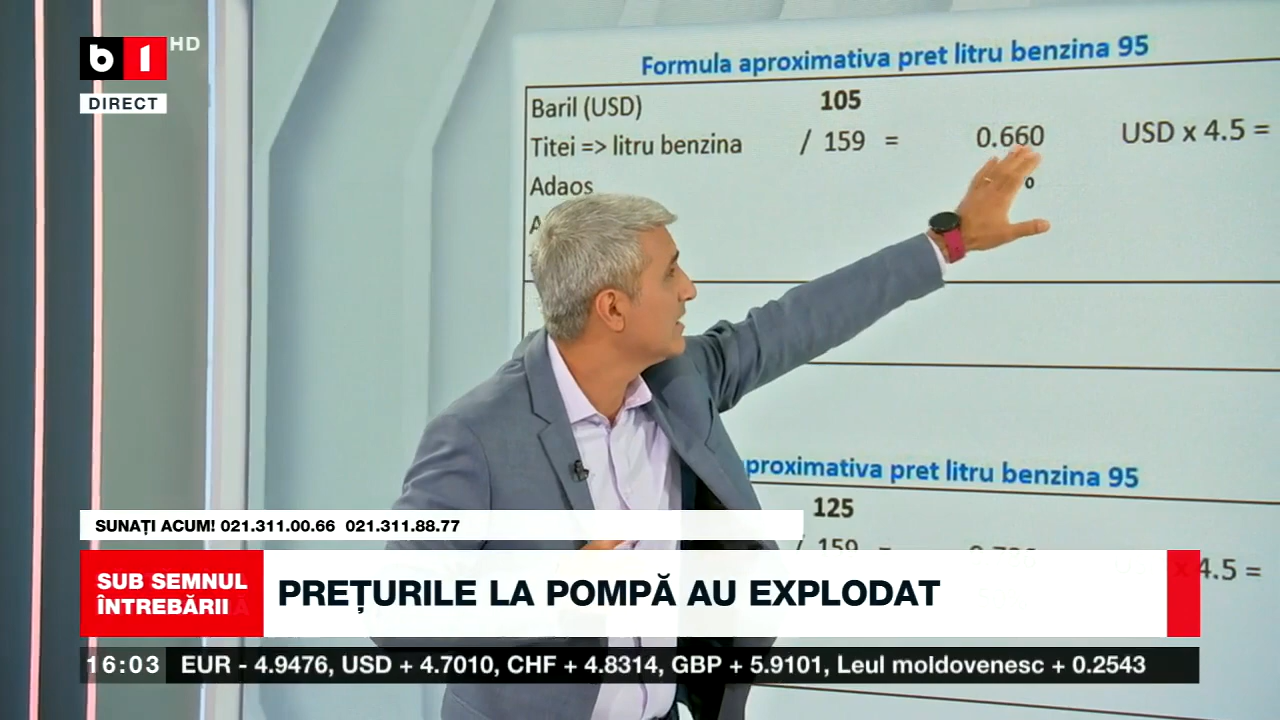 b1 HD
DIRECT
Formula aproximativa pret litru benzina 95
Baril (USD) 105
Titei => litru benzina / 159 = 0.660 USD x 4.5 =
Adaos
proximativa pret litru benzina 95
125
159
4.5 =
SUNAȚI ACUM! 021.311.00.66 021.311.88.77
SUB SEMNUL
ÎNTREBĂRII
PREȚURILE LA POMPĂ AU EXPLODAT
16:03 EUR - 4.9476, USD + 4.7010, CHF + 4.8314, GBP + 5.9101, Leul moldovenesc + 0.2543